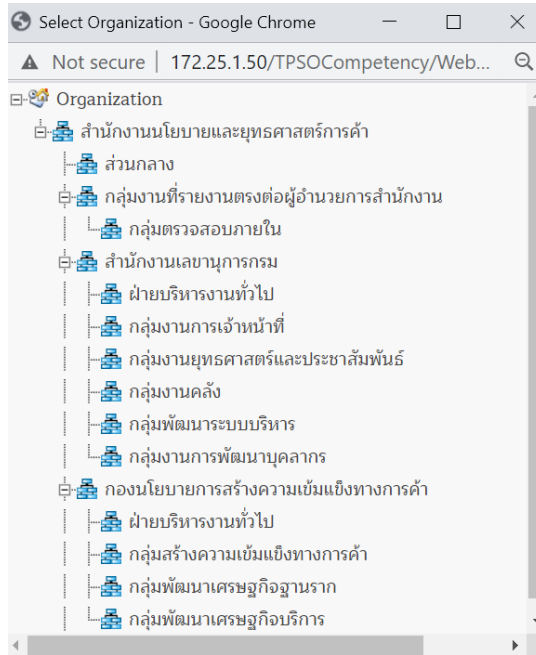 Select Organization - Google Chrome
Not secure | 172.25.1.50/TPSOCompetency/Web...
Organization
สำนักงานนโยบายและยุทธศาสตร์การค้า
ส่วนกลาง
กลุ่มงานที่รายงานตรงต่อผู้อำนวยการสำนักงาน
กลุ่มตรวจสอบภายใน
สำนักงานเลขานุการกรม
ฝ่ายบริหารงานทั่วไป
กลุ่มงานการเจ้าหน้าที่
กลุ่มงานยุทธศาสตร์และประชาสัมพันธ์
กลุ่มงานคลัง
กลุ่มพัฒนาระบบบริหาร
กลุ่มงานการพัฒนาบุคลากร
กองนโยบายการสร้างความเข้มแข็งทางการค้า
ฝ่ายบริหารงานทั่วไป
กลุ่มสร้างความเข้มแข็งทางการค้า
กลุ่มพัฒนาเศรษฐกิจฐานราก
กลุ่มพัฒนาเศรษฐกิจบริการ